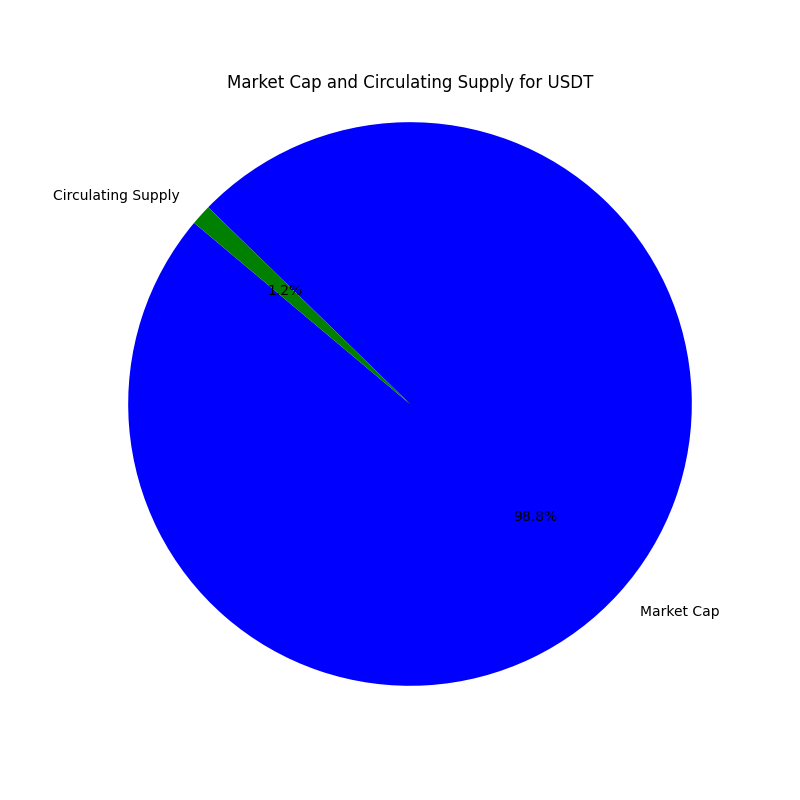 Market Cap and Circulating Supply for USDT
Circulating Supply
1.2%
98.8%
Market Cap